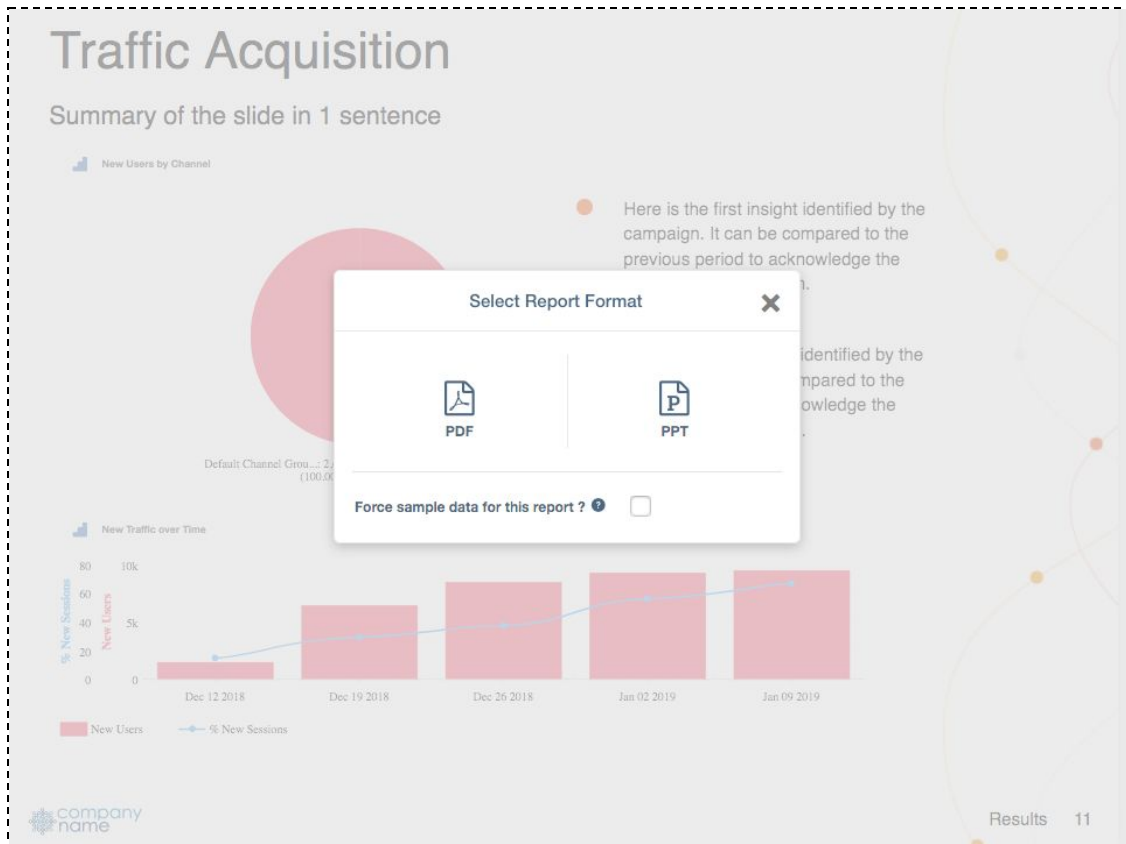 Traffic Acquisition
Summary of the slide in 1 sentence
New Users by Channel
Here is the first insight identified by the
campaign. It can be compared to the
previous period to acknowledge the
Select Report Format
PDF
PPT
identified by the
to the
the
Default Channel Grou...: 2,
Force sample data for this report ? ?
New Traffic over Time
% New Sessions
New Users
80
60
40
20
0
10k
5k
0
Dec 12 2018
Dec 19 2018
Dec 26 2018
Jan 02 2019
Jan 09 2019
New Users
% New Sessions
company
name
Results 11